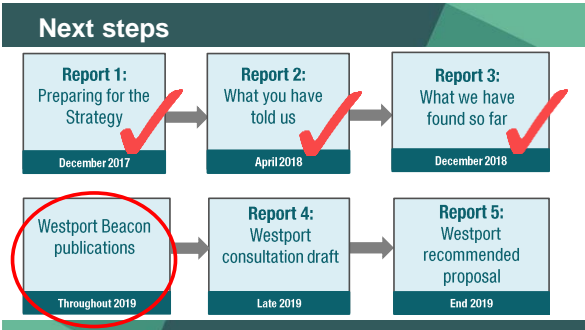 Next steps
Report 1:
Preparing for the
Strategy
December 2017
Report 2:
What you have
told us
April 2018
Report 3:
What we have
found so far
December 2018
Westport Beacon
publications
Throughout 2019
Report 4:
Westport
consultation draft
Late 2019
Report 5:
Westport
recommended
proposal
End 2019